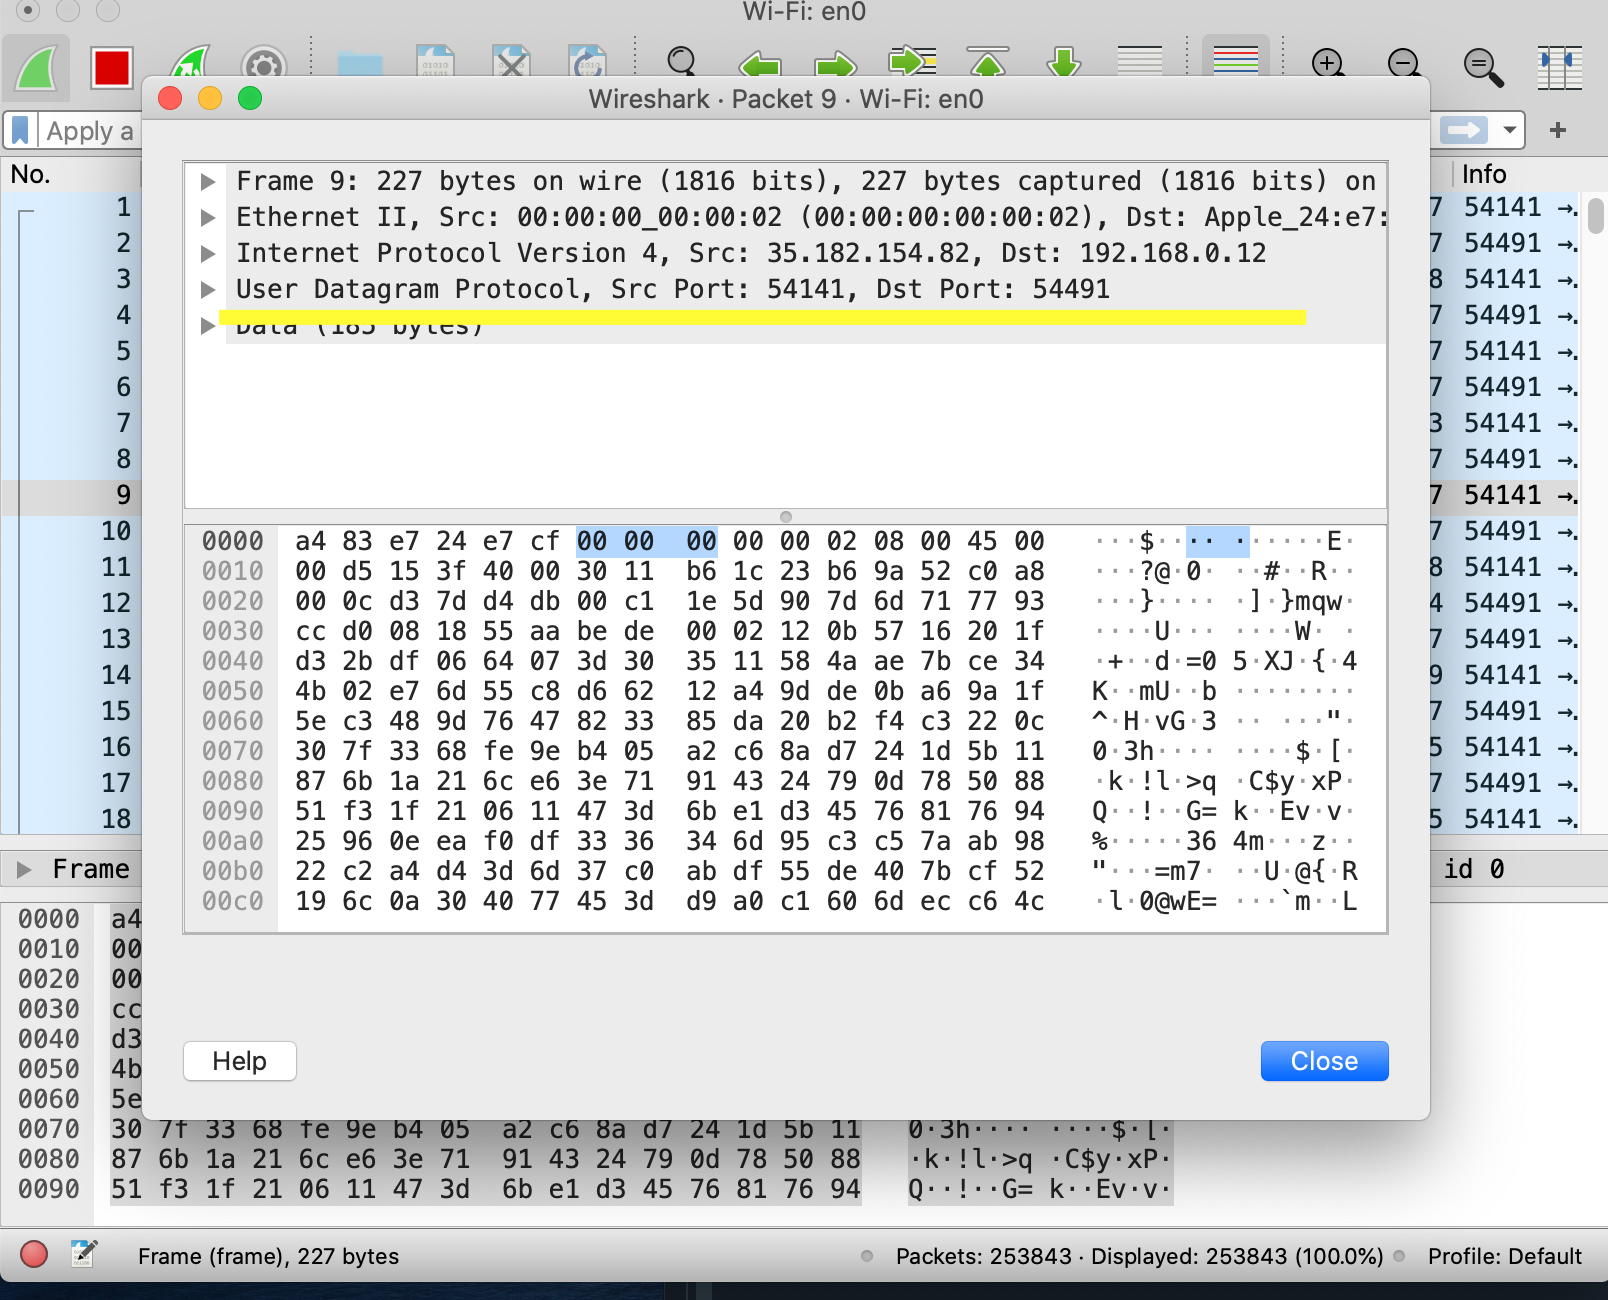 Wi-Fi: en0
Apply a
Wireshark · Packet 9 · Wi-Fi: en0
No.
Info
Frame 9: 227 bytes on wire (1816 bits), 227 bytes captured (1816 bits) on
Ethernet II, Src: 00:00:00_00:00:02 (00:00:00:00:00:02), Dst: Apple_24:e7:
Internet Protocol Version 4, Src: 35.182.154.82, Dst: 192.168.0.12
User Datagram Protocol, Src Port: 54141, Dst Port: 54491
Data (185 bytes)
1 7 54141 →.
2 7 54491 →.
3 8 54141 →.
4 7 54491 →.
5 7 54141 →.
6 7 54491 →.
7 3 54141 →.
8 7 54491 →.
9 7 54141 →.
10 7 54491 →.
11 8 54141 →.
12 4 54491 →.
13 7 54491 →.
14 9 54141 →.
15 7 54491 →.
16 5 54141 →.
17 7 54491 →.
18 5 54141 →.
0000 a4 83 e7 24 e7 cf 00 00 00 00 00 02 08 00 45 00 ···$·· ·· ······E·
0010 00 d5 15 3f 40 00 30 11 b6 1c 23 b6 9a 52 c0 a8 ···?@·0· ··#··R··
0020 00 0c d3 7d d4 db 00 c1 1e 5d 90 7d 6d 71 77 93 ···}···· ·]·}mqw·
0030 cc d0 08 18 55 aa be de 00 02 12 0b 57 16 20 1f ····U··· ····W· ·
0040 d3 2b df 06 64 07 3d 30 35 11 58 4a ae 7b ce 34 ·+··d·=0 5·XJ·{·4
0050 4b 02 e7 6d 55 c8 d6 62 12 a4 9d de 0b a6 9a 1f K··mU··b ········
0060 5e c3 48 9d 76 47 82 33 85 da 20 b2 f4 c3 22 0c ^·H·vG·3 ·· ···"·
0070 30 7f 33 68 fe 9e b4 05 a2 c6 8a d7 24 1d 5b 11 0·3h···· ····$·[·
0080 87 6b 1a 21 6c e6 3e 71 91 43 24 79 0d 78 50 88 ·k·!l·>q ·C$y·xP·
0090 51 f3 1f 21 06 11 47 3d 6b e1 d3 45 76 81 76 94 Q··!··G= k··Ev·v·
00a0 25 96 0e ea f0 df 33 36 34 6d 95 c3 c5 7a ab 98 %·····36 4m···z··
00b0 22 c2 a4 d4 3d 6d 37 c0 ab df 55 de 40 7b cf 52 "···=m7· ··U·@{·R
00c0 19 6c 0a 30 40 77 45 3d d9 a0 c1 60 6d ec c6 4c ·l·0@wE= ···`m··L
Frame id 0
Help Close
0000 a4
0010 00
0020 00
0030 cc
0040 d3
0050 4b
0060 5e
0070 30 7f 33 68 fe 9e b4 05 a2 c6 8a d7 24 1d 5b 11 0·3h···· ····$·[·
0080 87 6b 1a 21 6c e6 3e 71 91 43 24 79 0d 78 50 88 ·k·!l·>q ·C$y·xP·
0090 51 f3 1f 21 06 11 47 3d 6b e1 d3 45 76 81 76 94 Q··!··G= k··Ev·v·
Frame (frame), 227 bytes
Packets: 253843 · Displayed: 253843 (100.0%)
Profile: Default